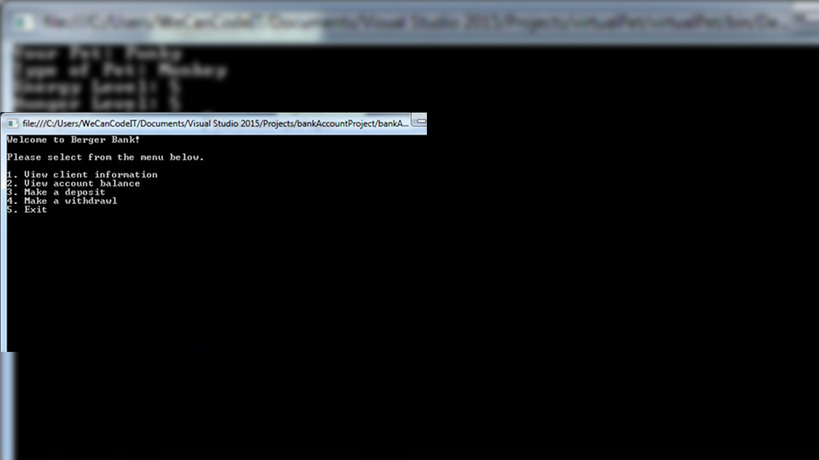 file:///C:/Users/WeCanCodeIT/Documents/Visual Studio 2015/Projects/virtualPet/virtualPet/bin/De...
Your Pet: Punky
Type of Pet: Monkey
Energy Level: 5
Hunger Level: 5
file:///C:/Users/WeCanCodeIT/Documents/Visual Studio 2015/Projects/bankAccountProject/bankA...
Welcome to Berger Bank!
Please select from the menu below.
1. View client information
2. View account balance
3. Make a deposit
4. Make a withdrawl
5. Exit